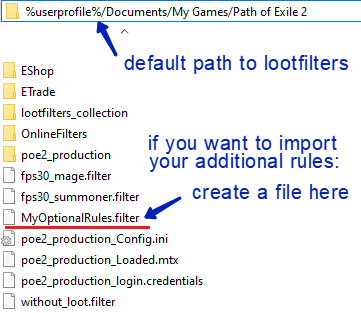 %userprofile%/Documents/My Games/Path of Exile 2
default path to lootfilters
EShop
ETrade
lootfilters_collection
OnlineFilters
if you want to import
poe2_production
your additional rules:
fps30_mage.filter
fps30_summoner.filter
create a file here
MyOptionalRules.filter
poe2_production_Config.ini
poe2_production_Loaded.mtx
poe2_production_login.credentials
without_loot.filter